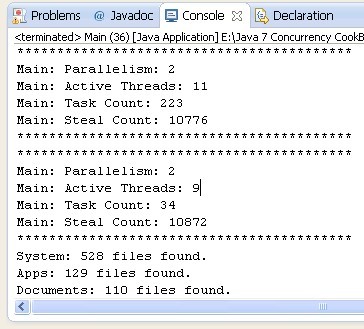 Problems @ Javadoc Console Declaration
<terminated> Main (36) [Java Application] E:\Java 7 Concurrency CookB
****************************************
Main: Parallelism: 2
Main: Active Threads: 11
Main: Task Count: 223
Main: Steal Count: 10776
****************************************
****************************************
Main: Parallelism: 2
Main: Active Threads: 9
Main: Task Count: 34
Main: Steal Count: 10872
****************************************
System: 528 files found.
Apps: 129 files found.
Documents: 110 files found.